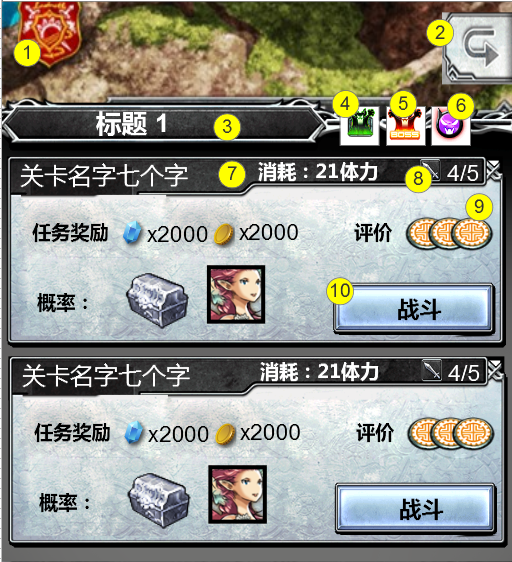 1
2
标题 1
3
4
5
6
关卡名字七个字
7
消耗：21体力
8
4/5
9
任务奖励
x2000
x2000
评价
概率：
10
战斗
关卡名字七个字
消耗：21体力
4/5
任务奖励
x2000
x2000
评价
概率：
战斗